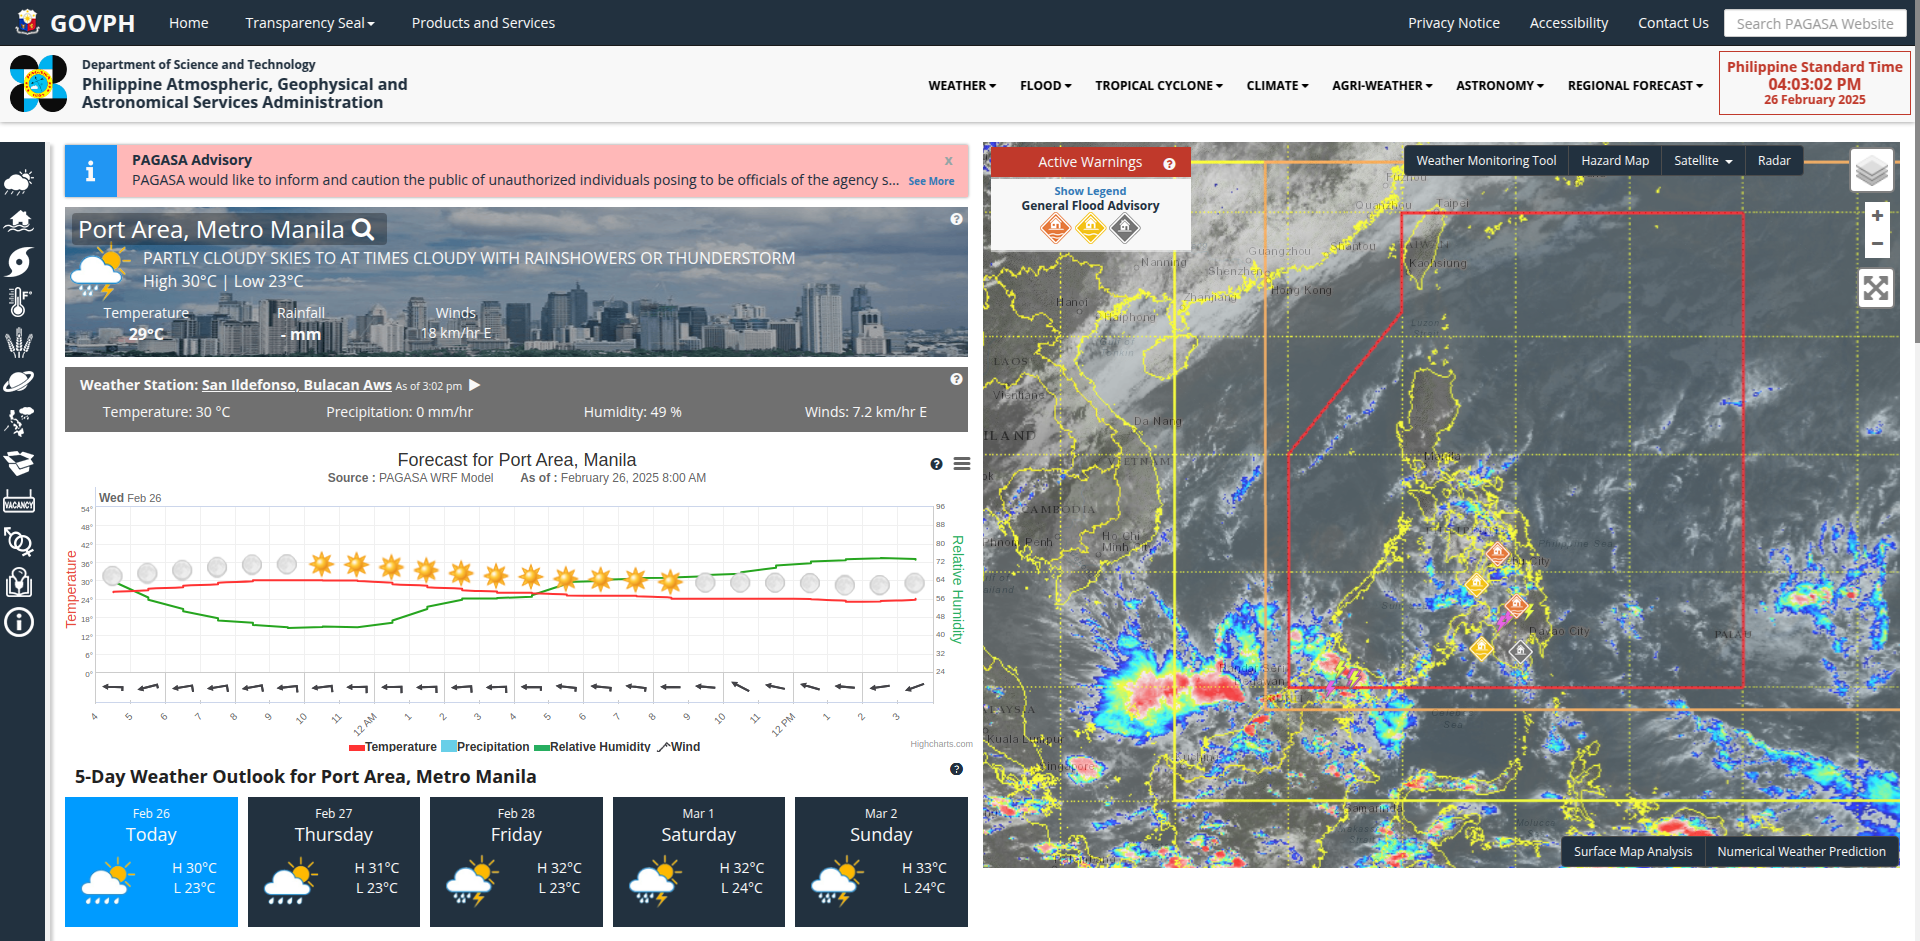 GOVPH
Home
Transparency Seal
Products and Services
Privacy Notice
Accessibility
Contact Us
Search PAGASA Website
Department of Science and Technology
Philippine Atmospheric, Geophysical and
Astronomical Services Administration
WEATHER
FLOOD
TROPICAL CYCLONE
CLIMATE
AGRI-WEATHER
ASTRONOMY
REGIONAL FORECAST
Philippine Standard Time
04:03:02 PM
26 February 2025
VACANCY
PAGASA Advisory
x
PAGASA would like to inform and caution the public of unauthorized individuals posing to be officials of the agency s...
See More
Port Area, Metro Manila
PARTLY CLOUDY SKIES TO AT TIMES CLOUDY WITH RAINSHOWERS OR THUNDERSTORM
High 30°C | Low 23°C
Temperature
Rainfall
Winds
29°C
- mm
18 km/hr E
Weather Station: San Ildefonso, Bulacan Aws As of 3:02 pm
Temperature: 30 °C
Precipitation: 0 mm/hr
Humidity: 49 %
Winds: 7.2 km/hr E
Forecast for Port Area, Manila
Source : PAGASA WRF Model
As of : February 26, 2025 8:00 AM
Wed Feb 26
Temperature
54°
48°
42°
36°
30°
24°
18°
12°
6°
0°
96
88
80
72
64
56
48
40
32
24
Relative Humidity
4
5
6
7
8
9
10
11
12 AM
1
2
3
4
5
6
7
8
9
10
11
12 PM
1
2
3
Temperature
Precipitation
Relative Humidity
Wind
Highcharts.com
5-Day Weather Outlook for Port Area, Metro Manila
Feb 26
Today
H 30°C
L 23°C
Feb 27
Thursday
H 31°C
L 23°C
Feb 28
Friday
H 32°C
L 23°C
Mar 1
Saturday
H 32°C
L 24°C
Mar 2
Sunday
H 33°C
L 24°C
Active Warnings
Show Legend
General Flood Advisory
Weather Monitoring Tool
Hazard Map
Satellite
Radar
+
−
Taipei
Quanzhou
Shantou
Guangzhou
Nanning
Shenzhen
Kaohsiung
Hong Kong
Zhanjiang
Hanoi
Haiphong
Luzon
LAOS
Vientiane
Da Nang
VIETNAM
Manila
CAMBODIA
Ho Chi
Minh
Davao City
PALAU
Bandar Seri
Celebes
Sea
Kuala Lumpur
Singapore
Samarinda
Surface Map Analysis
Numerical Weather Prediction